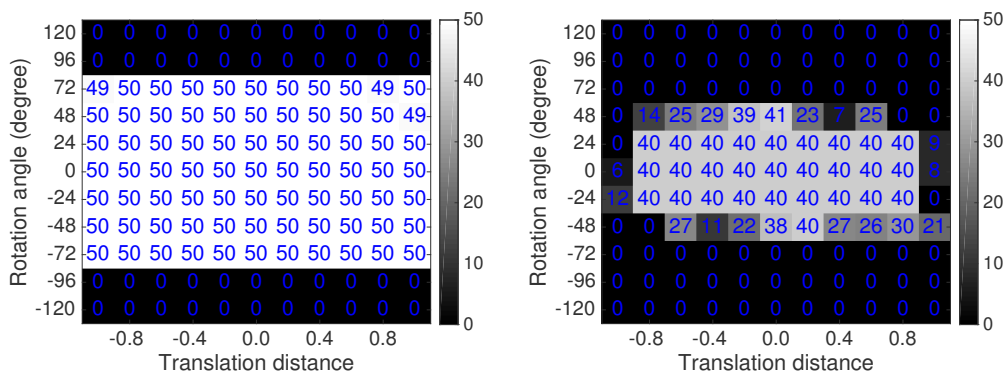 50
120 0 0 0 0 0 0 0 0 0 0 0
96 0 0 0 0 0 0 0 0 0 0 0
40
72 49 50 50 50 50 50 50 50 50 49 50
48 50 50 50 50 50 50 50 50 50 50 49
30
24 50 50 50 50 50 50 50 50 50 50 50
0 50 50 50 50 50 50 50 50 50 50 50
20
-24 50 50 50 50 50 50 50 50 50 50 50
-48 50 50 50 50 50 50 50 50 50 50 50
10
-72 50 50 50 50 50 50 50 50 50 50 50
-96 0 0 0 0 0 0 0 0 0 0 0
-120 0 0 0 0 0 0 0 0 0 0 0
0
-0.8 -0.4 0.0 0.4 0.8
Translation distance
Rotation angle (degree)
50
120 0 0 0 0 0 0 0 0 0 0 0
96 0 0 0 0 0 0 0 0 0 0 0
40
72 0 0 0 0 0 0 0 0 0 0 0
48 0 14 25 29 39 41 23 7 25 0 0
30
24 0 40 40 40 40 40 40 40 40 40 9
0 6 40 40 40 40 40 40 40 40 40 8
20
-24 12 40 40 40 40 40 40 40 40 40 0
-48 0 0 27 11 22 38 40 27 26 30 21
10
-72 0 0 0 0 0 0 0 0 0 0 0
-96 0 0 0 0 0 0 0 0 0 0 0
-120 0 0 0 0 0 0 0 0 0 0 0
0
-0.8 -0.4 0.0 0.4 0.8
Translation distance
Rotation angle (degree)